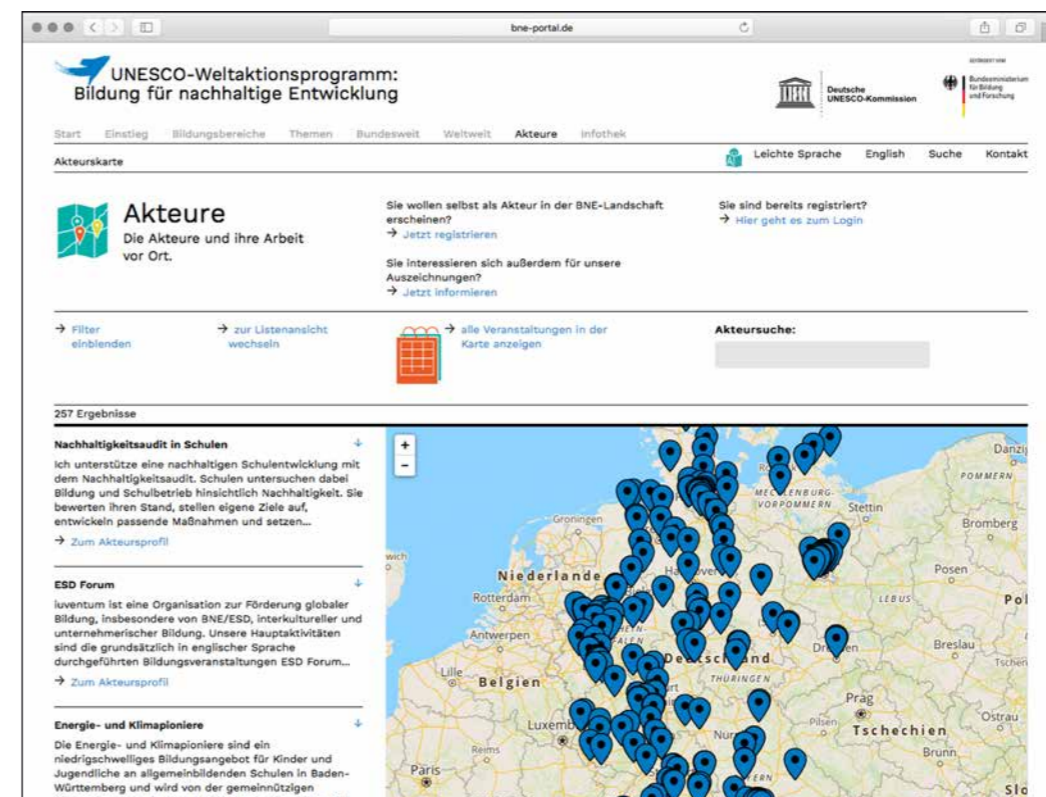 bne-portal.de
UNESCO-Weltaktionsprogramm:
Bildung für nachhaltige Entwicklung
Deutsche
UNESCO-Kommission
GEFÖRDERT VOM
Bundesministerium
für Bildung
und Forschung
Start Einstieg Bildungsbereiche Themen Bundesweit Weltweit Akteure Infothek
Akteurskarte
Leichte Sprache English Suche Kontakt
Akteure
Die Akteure und ihre Arbeit
vor Ort.
Sie wollen selbst als Akteur in der BNE-Landschaft
erscheinen?
→ Jetzt registrieren
Sie interessieren sich außerdem für unsere
Auszeichnungen?
→ Jetzt informieren
Sie sind bereits registriert?
→ Hier geht es zum Login
→ Filter
einblenden
→ zur Listenansicht
wechseln
→ alle Veranstaltungen in der
Karte anzeigen
Akteursuche:
257 Ergebnisse
Nachhaltigkeitsaudit in Schulen
Ich unterstütze eine nachhaltigen Schulentwicklung mit
dem Nachhaltigkeitsaudit. Schulen untersuchen dabei
Bildung und Schulbetrieb hinsichtlich Nachhaltigkeit. Sie
bewerten ihren Stand, stellen eigene Ziele auf,
entwickeln passende Maßnahmen und setzen...
→ Zum Akteursprofil
ESD Forum
iuventum ist eine Organisation zur Förderung globaler
Bildung, insbesondere von BNE/ESD, interkultureller und
unternehmerischer Bildung. Unsere Hauptaktivitäten
sind die grundsätzlich in englischer Sprache
durchgeführten Bildungsveranstaltungen ESD Forum...
→ Zum Akteursprofil
Energie- und Klimapioniere
Die Energie- und Klimapioniere sind ein
niedrigschwelliges Bildungsangebot für Kinder und
Jugendliche an allgemeinbildenden Schulen in Baden-
Württemberg und wird von der gemeinnützigen
+
-
Danzig
POMMERN
MECKLENBURG-
VORPOMMERN
Stettin
Bromberg
Groningen
wich
Niederlande
Posen
Rotterdam
LEBUS
Pol
Antwerpen
Breslau
Deutschland
Tschen
Lille
Belgien
THÜRINGEN
Prag
Pilsen
Ostrau
Luxemb
Tschechien
Reims
Nur
Brunn
Paris
Slo